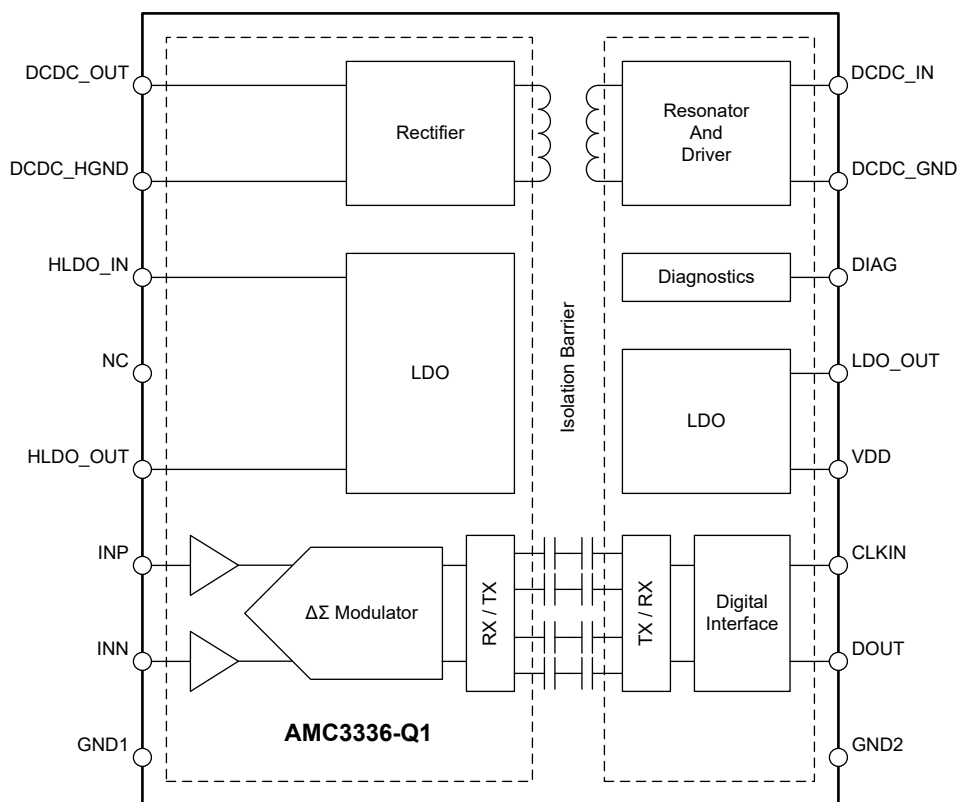 DCDC_OUT
DCDC_HGND
HLDO_IN
NC
HLDO_OUT
INP
INN
GND1
Rectifier
LDO
ΔΣ Modulator
RX / TX
AMC3336-Q1
Isolation Barrier
Resonator
And
Driver
Diagnostics
LDO
TX / RX
Digital
Interface
DCDC_IN
DCDC_GND
DIAG
LDO_OUT
VDD
CLKIN
DOUT
GND2